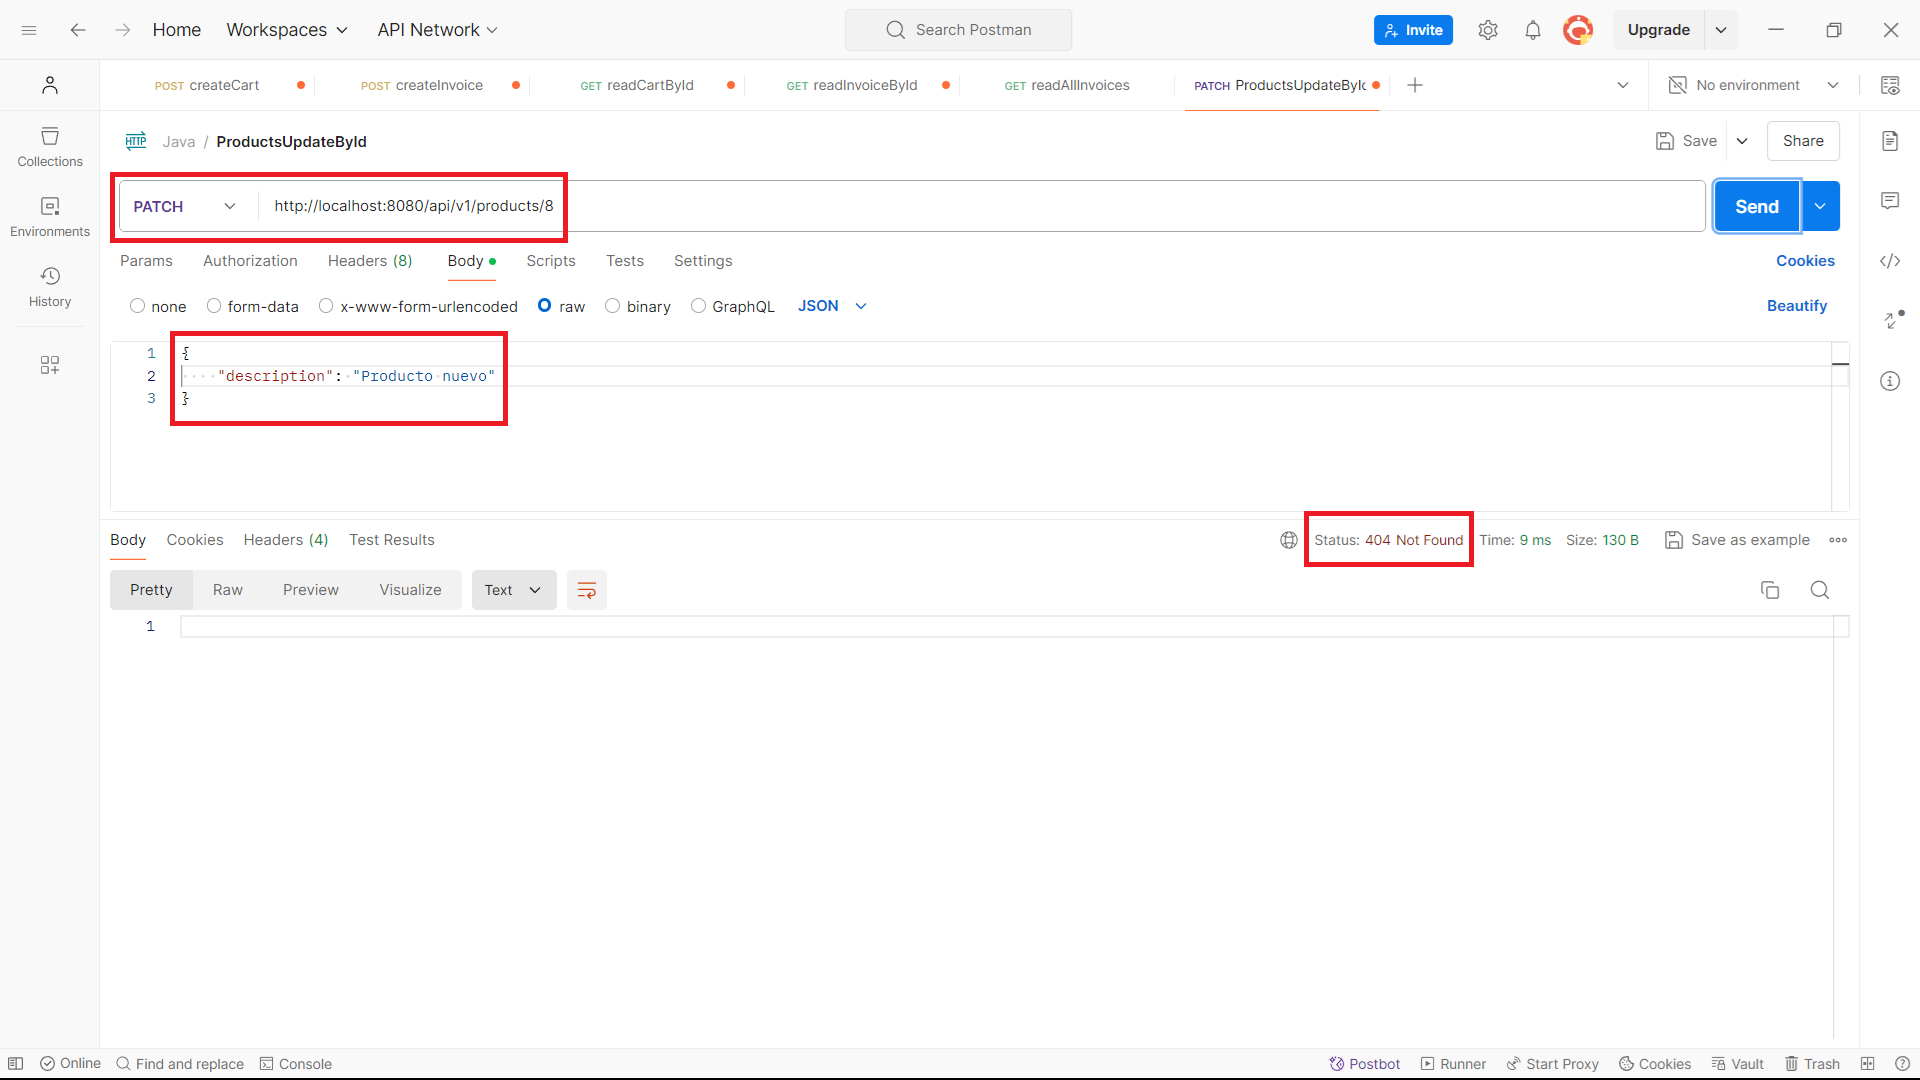 Home Workspaces API Network Search Postman Invite Upgrade
POST createCart POST createInvoice GET readCartById GET readInvoiceById GET readAllInvoices PATCH ProductsUpdateById No environment
HTTP Java / ProductsUpdateById Save Share
Collections
PATCH http://localhost:8080/api/v1/products/8 Send
Environments
Params Authorization Headers (8) Body Scripts Tests Settings Cookies
History
none form-data x-www-form-urlencoded raw binary GraphQL JSON Beautify
1 {
2 "description": "Producto nuevo"
3 }
Body Cookies Headers (4) Test Results Status: 404 Not Found Time: 9 ms Size: 130 B Save as example
Pretty Raw Preview Visualize Text
1
Online Find and replace Console Postbot Runner Start Proxy Cookies Vault Trash